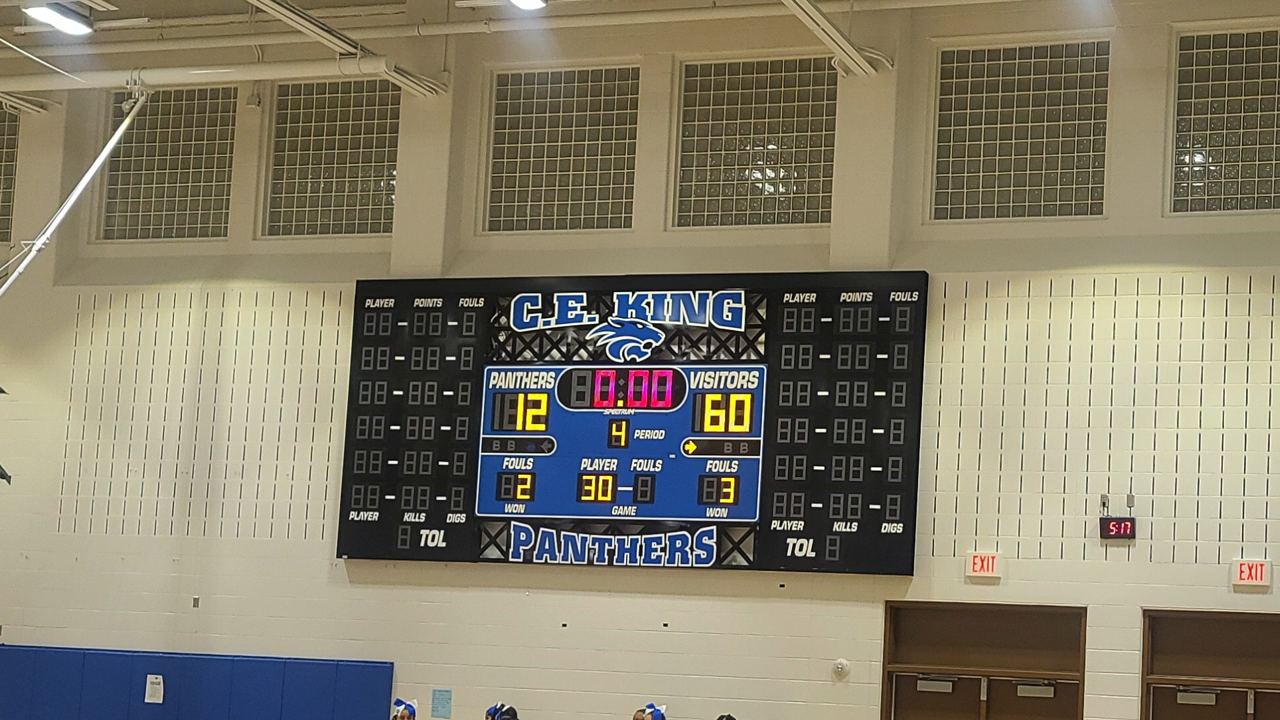 C.E. KING
PLAYER POINTS FOULS
PLAYER POINTS FOULS
PANTHERS 0.00 VISITORS
SPECTRUM
12 60
4 PERIOD
B B B B
FOULS PLAYER FOULS FOULS
2 30 3
WON GAME WON
PLAYER KILLS DIGS
PLAYER KILLS DIGS
TOL PANTHERS TOL
5:17
EXIT EXIT